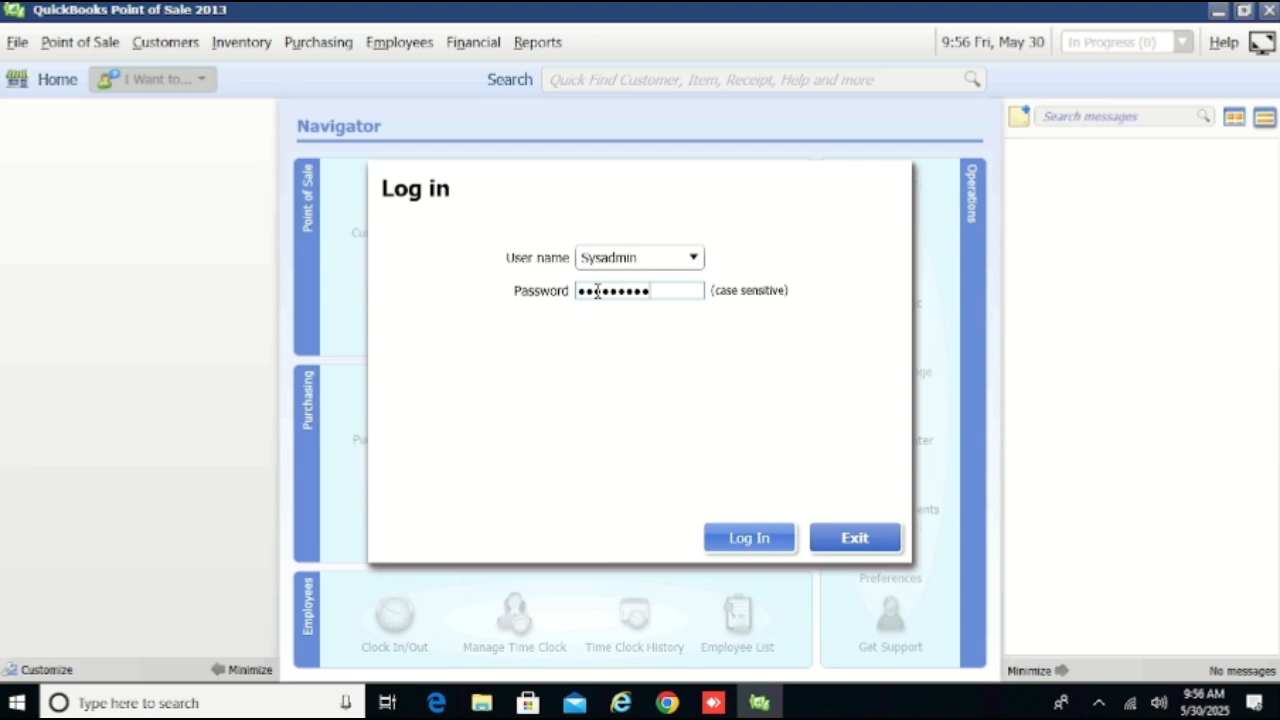 QuickBooks Point of Sale 2013
File Point of Sale Customers Inventory Purchasing Employees Financial Reports 9:56 Fri, May 30 In Progress (0) Help
Home I Want to... Search Quick Find Customer, Item, Receipt, Help and more
Search messages
Navigator
Point of Sale
Operations
Log in
User name Sysadmin
Password (case sensitive)
Purchasing
Log In Exit
Preferences
Employees
Clock In/Out Manage Time Clock Time Clock History Employee List Get Support
Customize Minimize Minimize No messages
Type here to search
9:56 AM
5/30/2025